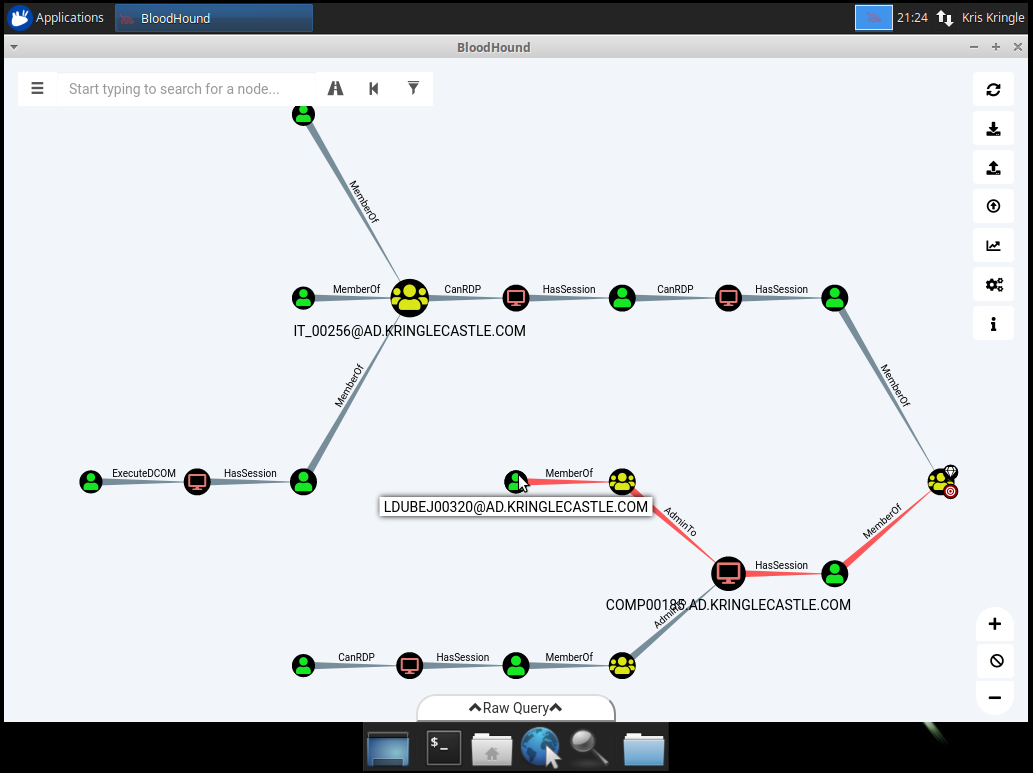 Applications
BloodHound
21:24
Kris Kringle
BloodHound
Start typing to search for a node...
MemberOf
MemberOf
CanRDP
HasSession
CanRDP
HasSession
IT_00256@AD.KRINGLECASTLE.COM
MemberOf
MemberOf
ExecuteDCOM
HasSession
MemberOf
LDUBEJ00320@AD.KRINGLECASTLE.COM
AdminTo
MemberOf
HasSession
COMP00185.AD.KRINGLECASTLE.COM
AdminTo
CanRDP
HasSession
MemberOf
Raw Query
$_